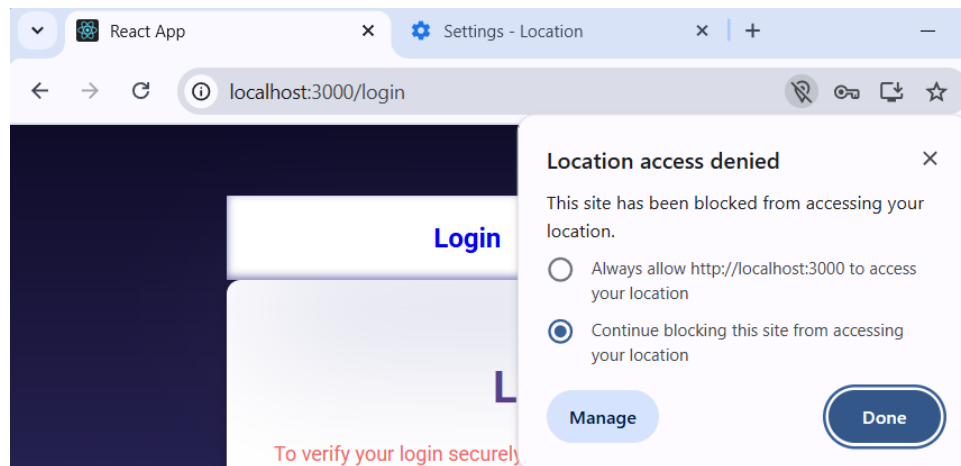 React App
Settings - Location
localhost:3000/login
Location access denied
This site has been blocked from accessing your
location.
Always allow http://localhost:3000 to access
your location
Continue blocking this site from accessing
your location
Manage
Done
Login
L
To verify your login securely